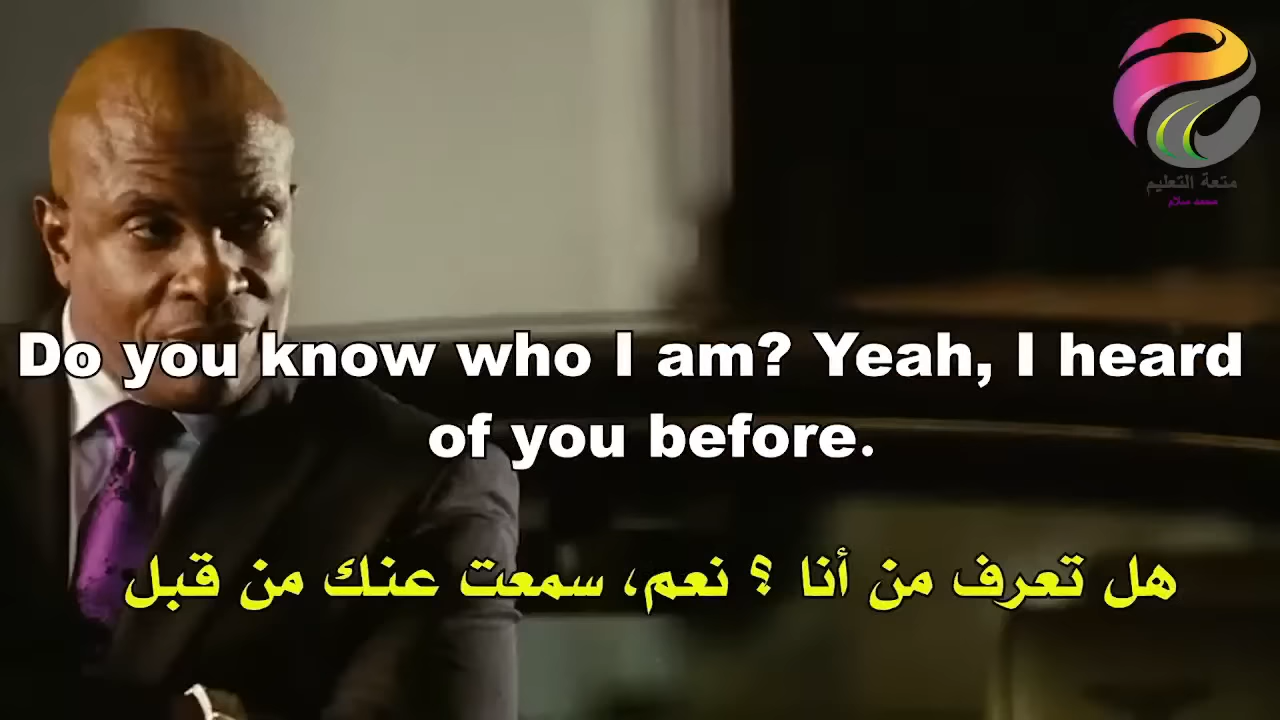 متعة التعليم
محمد سلام
Do you know who I am? Yeah, I heard
of you before.
هل تعرف من أنا ؟ نعم، سمعت عنك من قبل